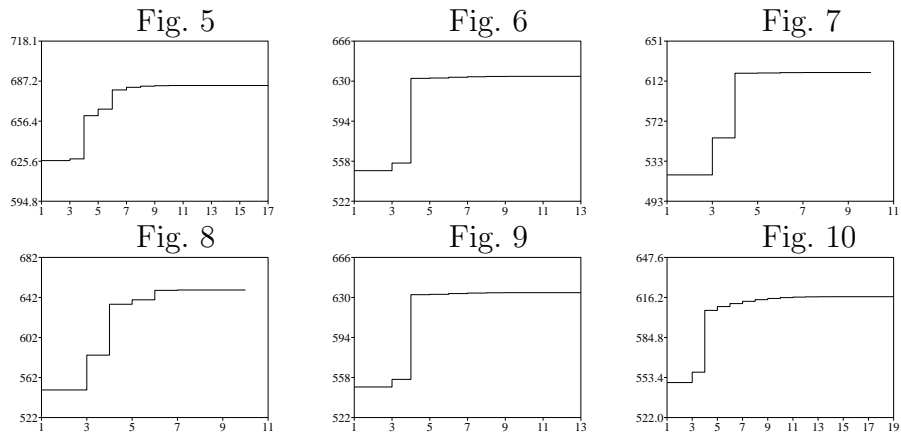 Fig. 5
718.1
687.2
656.4
625.6
594.8
1 3 5 7 9 11 13 15 17
Fig. 6
666
630
594
558
522
1 3 5 7 9 11 13
Fig. 7
651
612
572
533
493
1 3 5 7 9 11
Fig. 8
682
642
602
562
522
1 3 5 7 9 11
Fig. 9
666
630
594
558
522
1 3 5 7 9 11 13
Fig. 10
647.6
616.2
584.8
553.4
522.0
1 3 5 7 9 11 13 15 17 19